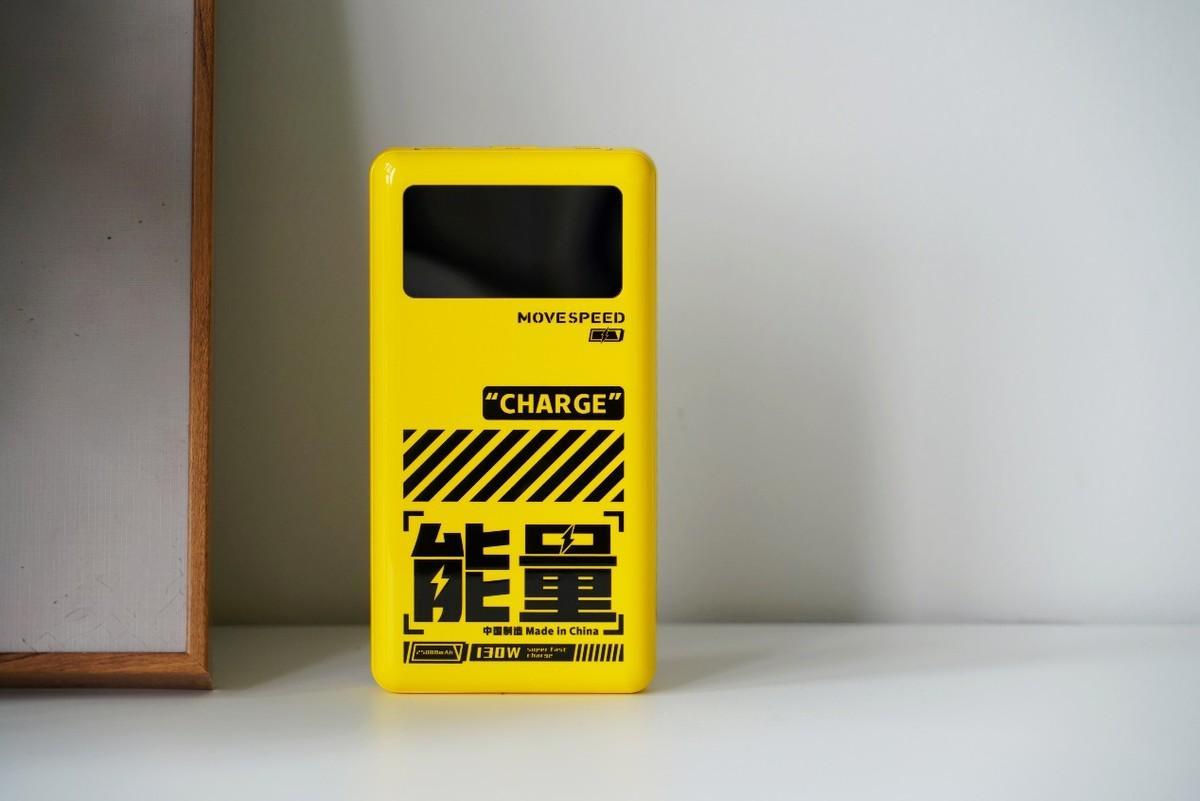 MOVESPEED
“CHARGE”
能量
中国制造 Made in China
25000mAh 130W super fast
charge